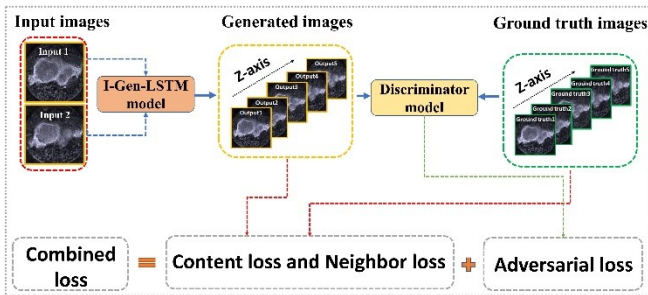 Input images
Generated images
Ground truth images
Input 1
Input 2
I-Gen-LSTM
model
Z-axis
Output1
Output2
Output3
Output4
Output5
Discriminator
model
Z-axis
Ground truth1
Ground truth2
Ground truth3
Ground truth4
Ground truth5
Combined
loss
=
Content loss and Neighbor loss
+
Adversarial loss